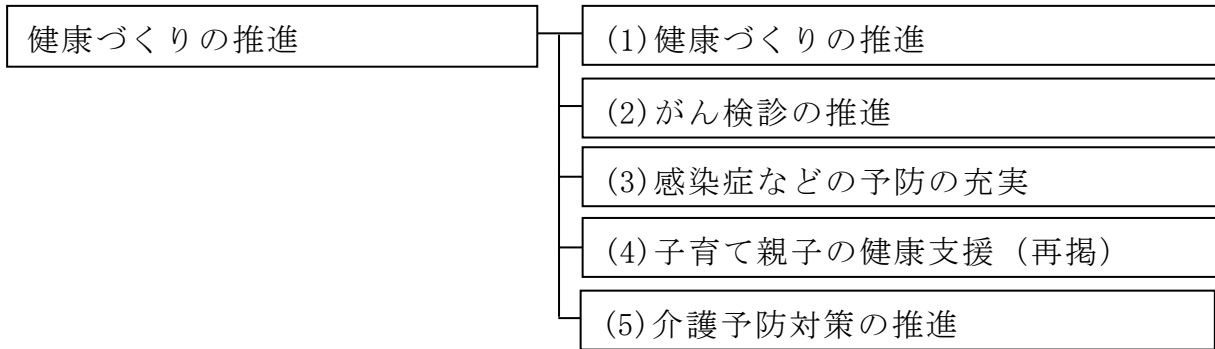 健康づくりの推進
(1)健康づくりの推進
(2)がん検診の推進
(3)感染症などの予防の充実
(4)子育て親子の健康支援（再掲）
(5)介護予防対策の推進